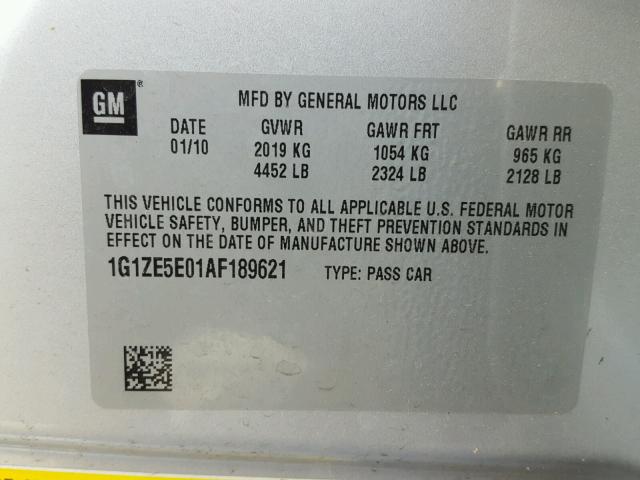 GM®
MFD BY GENERAL MOTORS LLC
DATE GVWR GAWR FRT GAWR RR
01/10 2019 KG 1054 KG 965 KG
4452 LB 2324 LB 2128 LB
THIS VEHICLE CONFORMS TO ALL APPLICABLE U.S. FEDERAL MOTOR
VEHICLE SAFETY, BUMPER, AND THEFT PREVENTION STANDARDS IN
EFFECT ON THE DATE OF MANUFACTURE SHOWN ABOVE.
1G1ZE5E01AF189621 TYPE: PASS CAR